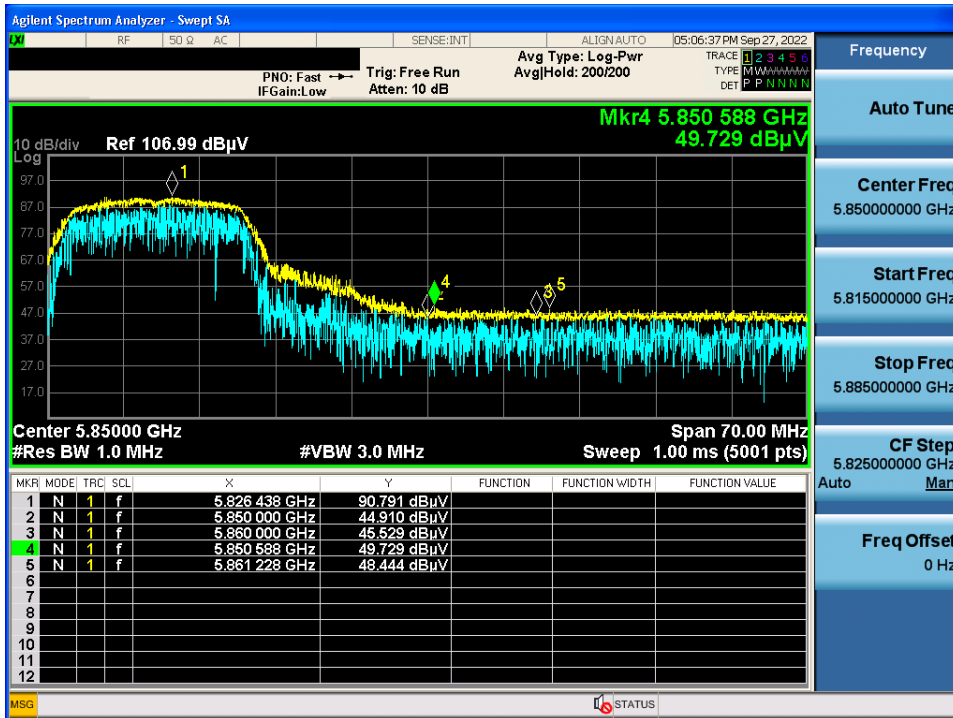 Agilent Spectrum Analyzer - Swept SA
LXI RF 50 Ω AC SENSE:INT ALIGN AUTO 05:06:37 PM Sep 27, 2022
Frequency
Avg Type: Log-Pwr TRACE 1 2 3 4 5 6
PNO: Fast Trig: Free Run Avg|Hold: 200/200 TYPE M W W W W W
IFGain:Low Atten: 10 dB DET P P N N N N
Auto Tune
Mkr4 5.850 588 GHz
10 dB/div Ref 106.99 dBµV 49.729 dBµV
Log
97.0
87.0
77.0
67.0
57.0
47.0
37.0
27.0
17.0
1
4
3 5
Center Freq
5.850000000 GHz
Start Freq
5.815000000 GHz
Stop Freq
5.885000000 GHz
Center 5.85000 GHz Span 70.00 MHz
#Res BW 1.0 MHz #VBW 3.0 MHz Sweep 1.00 ms (5001 pts)
CF Step
5.825000000 GHz
Auto Man
MKR MODE TRC SCL X Y FUNCTION FUNCTION WIDTH FUNCTION VALUE
1 N 1 f 5.826 438 GHz 90.791 dBµV
2 N 1 f 5.850 000 GHz 44.910 dBµV
3 N 1 f 5.860 000 GHz 45.529 dBµV
4 N 1 f 5.850 588 GHz 49.729 dBµV
5 N 1 f 5.861 228 GHz 48.444 dBµV
6
7
8
9
10
11
12
Freq Offset
0 Hz
MSG STATUS